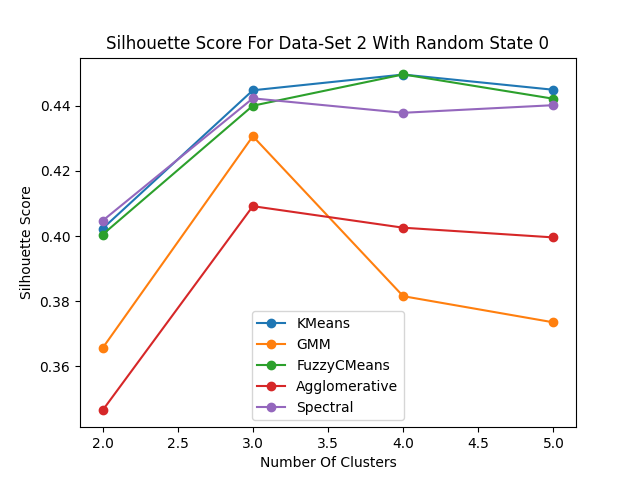 Silhouette Score For Data-Set 2 With Random State 0
Silhouette Score
0.44
0.42
0.40
0.38
0.36
KMeans
GMM
FuzzyCMeans
Agglomerative
Spectral
2.0 2.5 3.0 3.5 4.0 4.5 5.0
Number Of Clusters